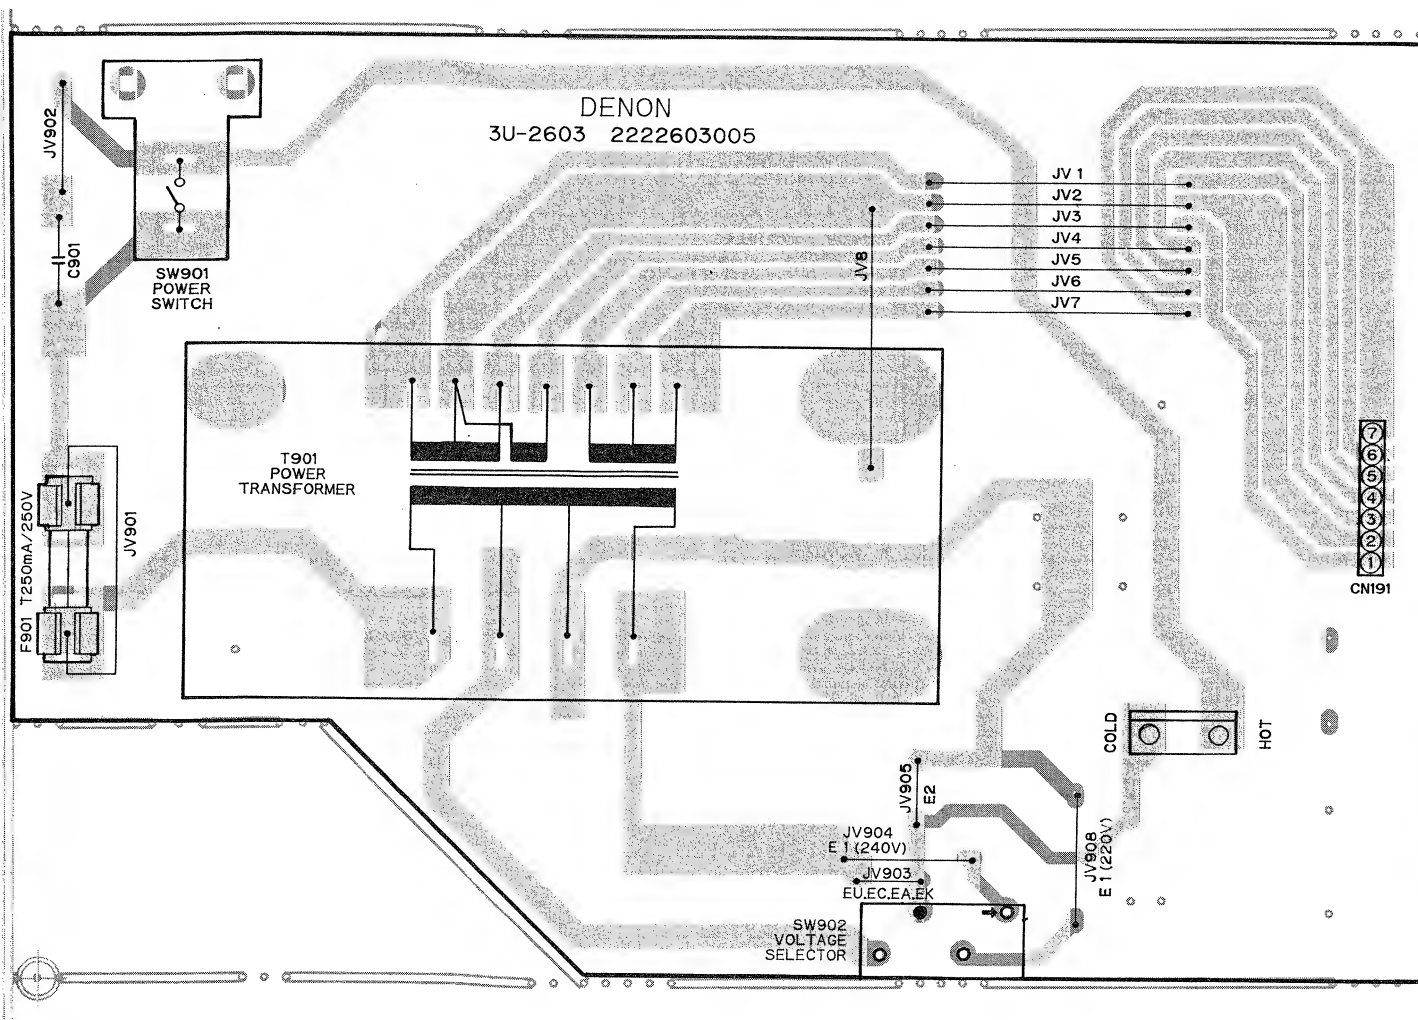 DENON
3U-2603 2222603005
JV902
C901
SW901
POWER
SWITCH
JV 1
JV2
JV3
JV4
JV5
JV6
JV7
JV8
T901
POWER
TRANSFORMER
F901 T250mA/250V
JV901
7
6
5
4
3
2
1
CN191
COLD
HOT
JV905
E2
JV904
E 1 (240V)
JV903
EU.EC.EA.EK
JV908
E 1 (220V)
SW902
VOLTAGE
SELECTOR